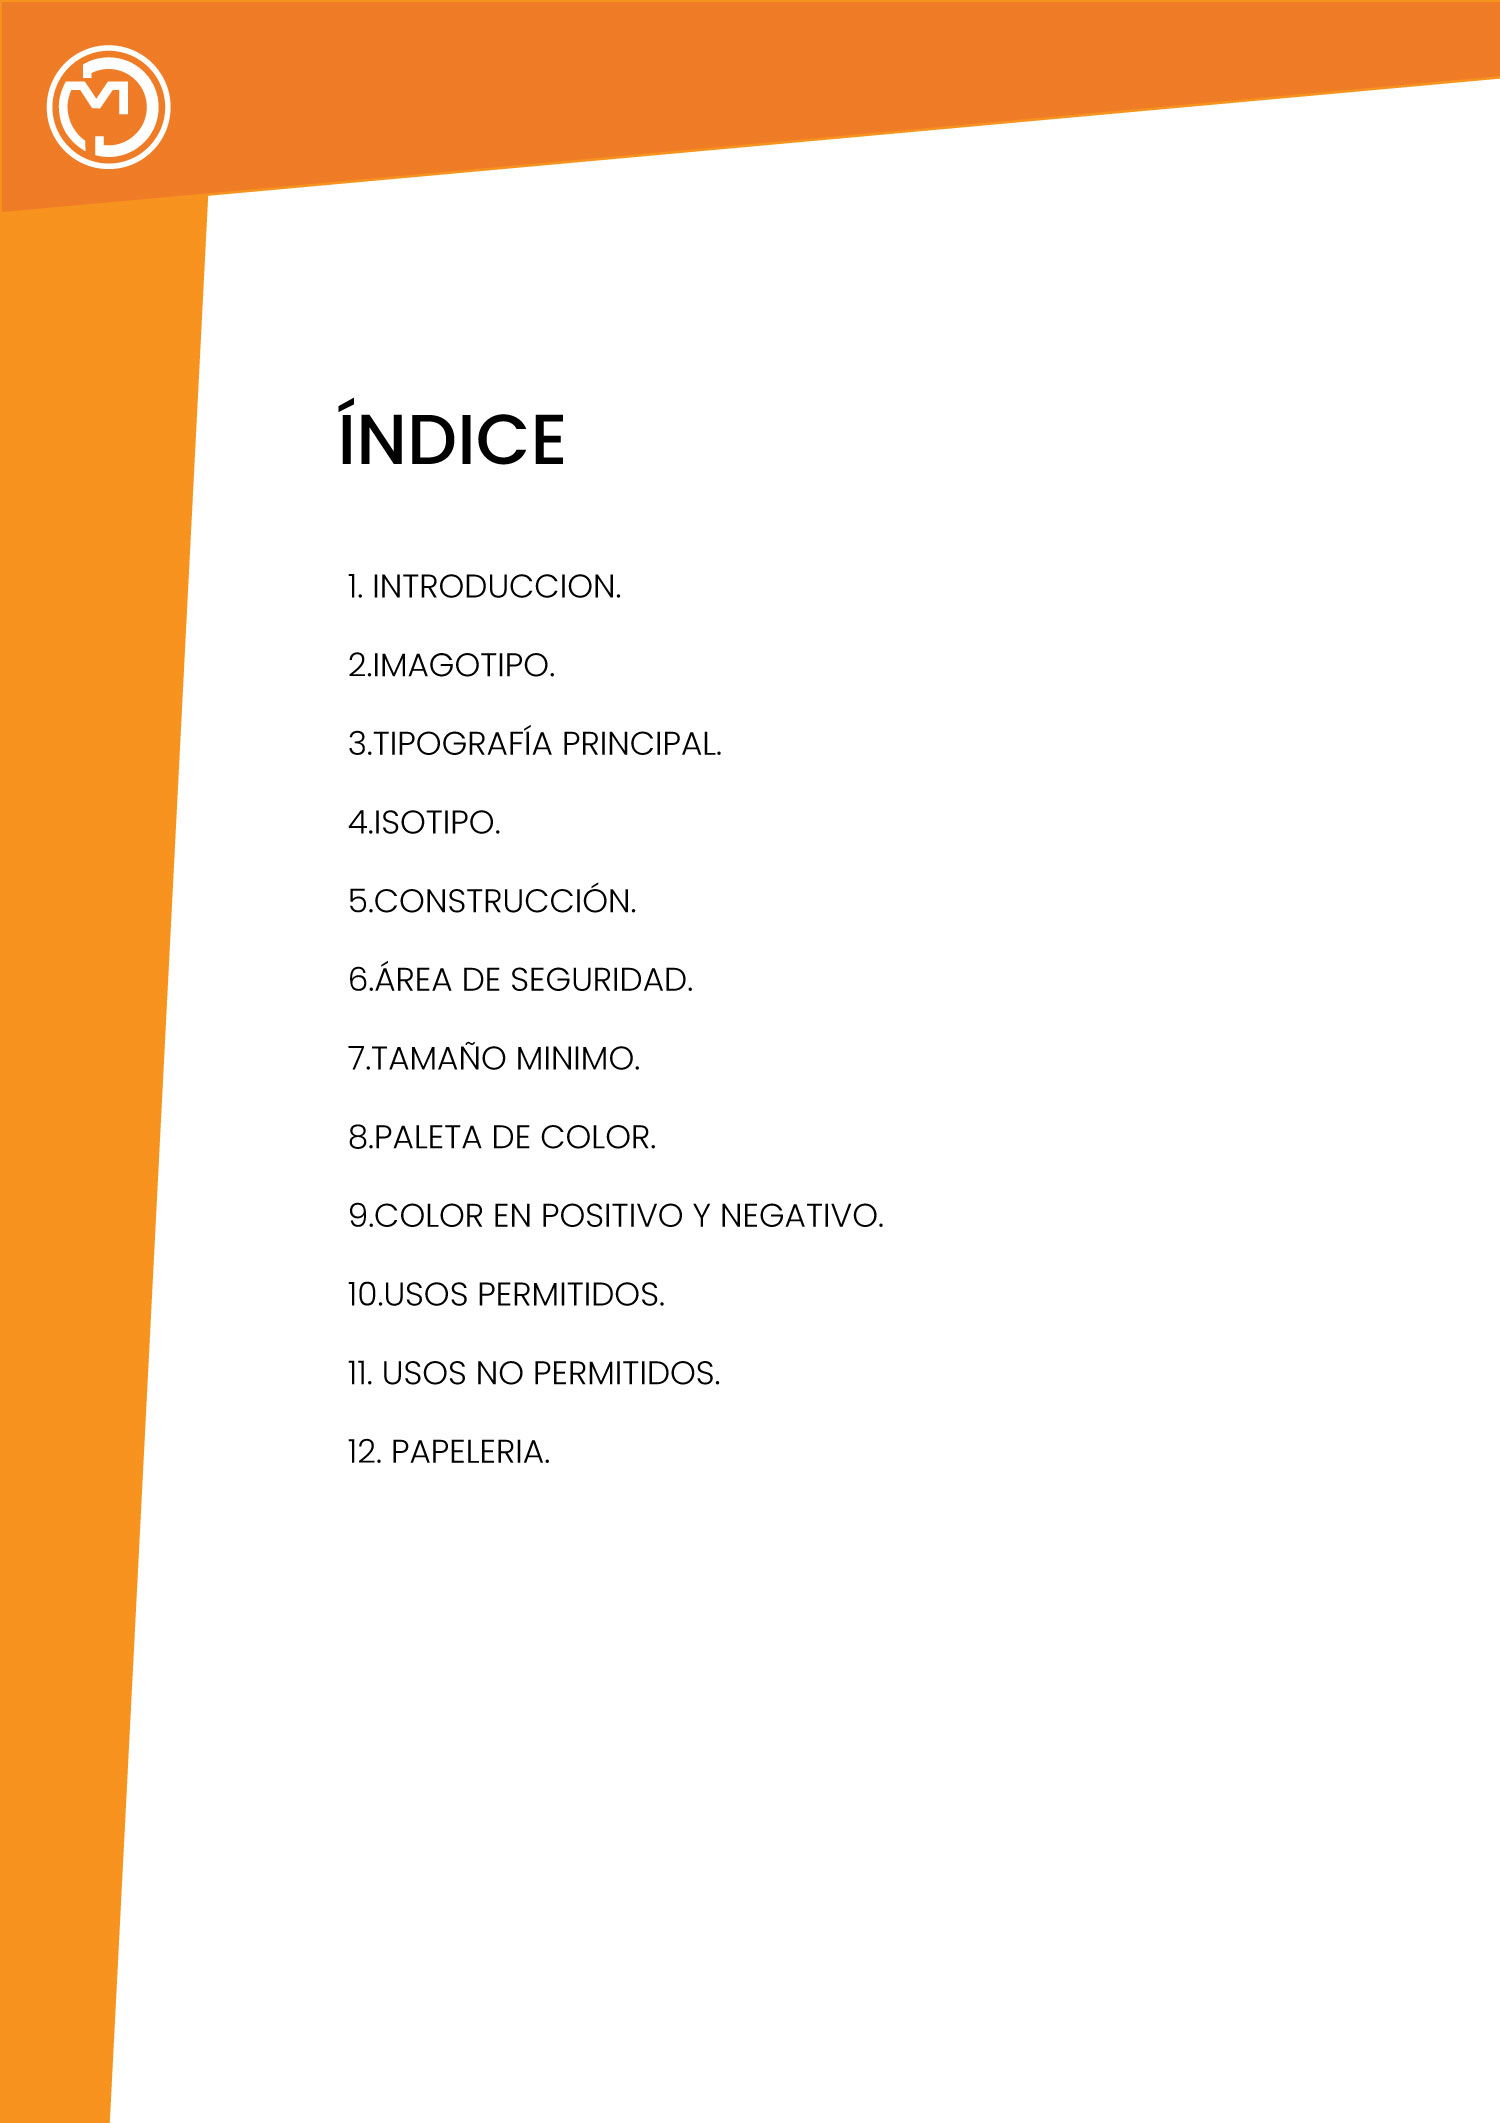 ÍNDICE
1. INTRODUCCION.
2.IMAGOTIPO.
3.TIPOGRAFÍA PRINCIPAL.
4.ISOTIPO.
5.CONSTRUCCIÓN.
6.ÁREA DE SEGURIDAD.
7.TAMAÑO MINIMO.
8.PALETA DE COLOR.
9.COLOR EN POSITIVO Y NEGATIVO.
10.USOS PERMITIDOS.
11. USOS NO PERMITIDOS.
12. PAPELERIA.